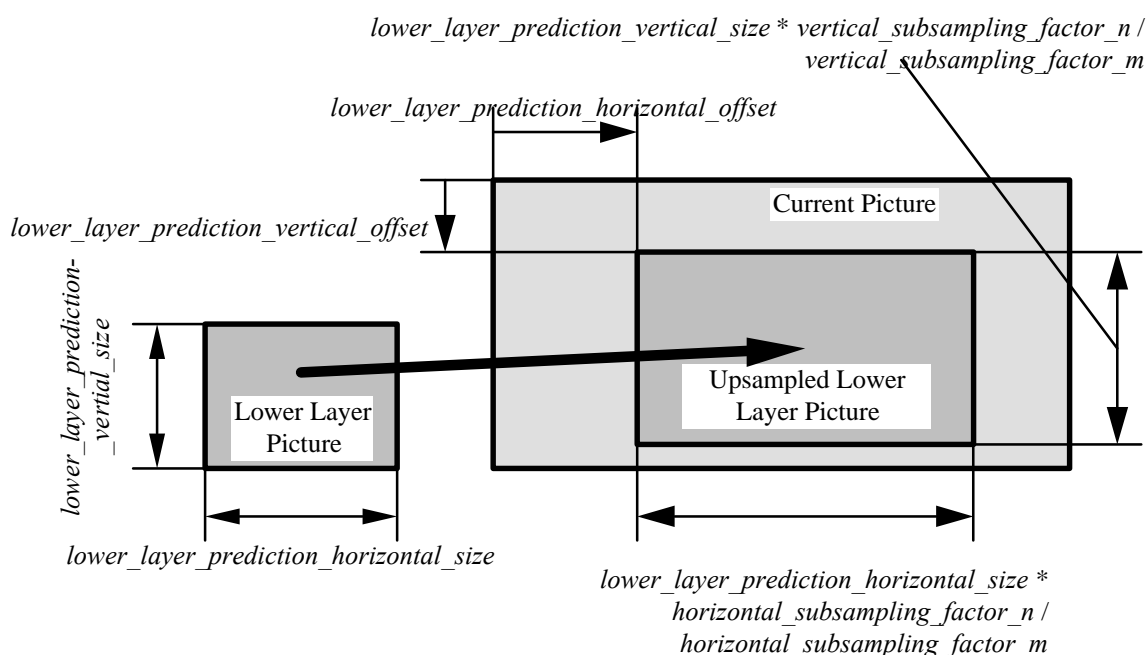 lower_layer_prediction_vertical_size * vertical_subsampling_factor_n /
vertical_subsampling_factor_m
lower_layer_prediction_horizontal_offset
Current Picture
lower_layer_prediction_vertical_offset
lower_layer_prediction-
_vertial_size
Lower Layer
Picture
Upsampled Lower
Layer Picture
lower_layer_prediction_horizontal_size
lower_layer_prediction_horizontal_size *
horizontal_subsampling_factor_n /
horizontal_subsampling_factor_m